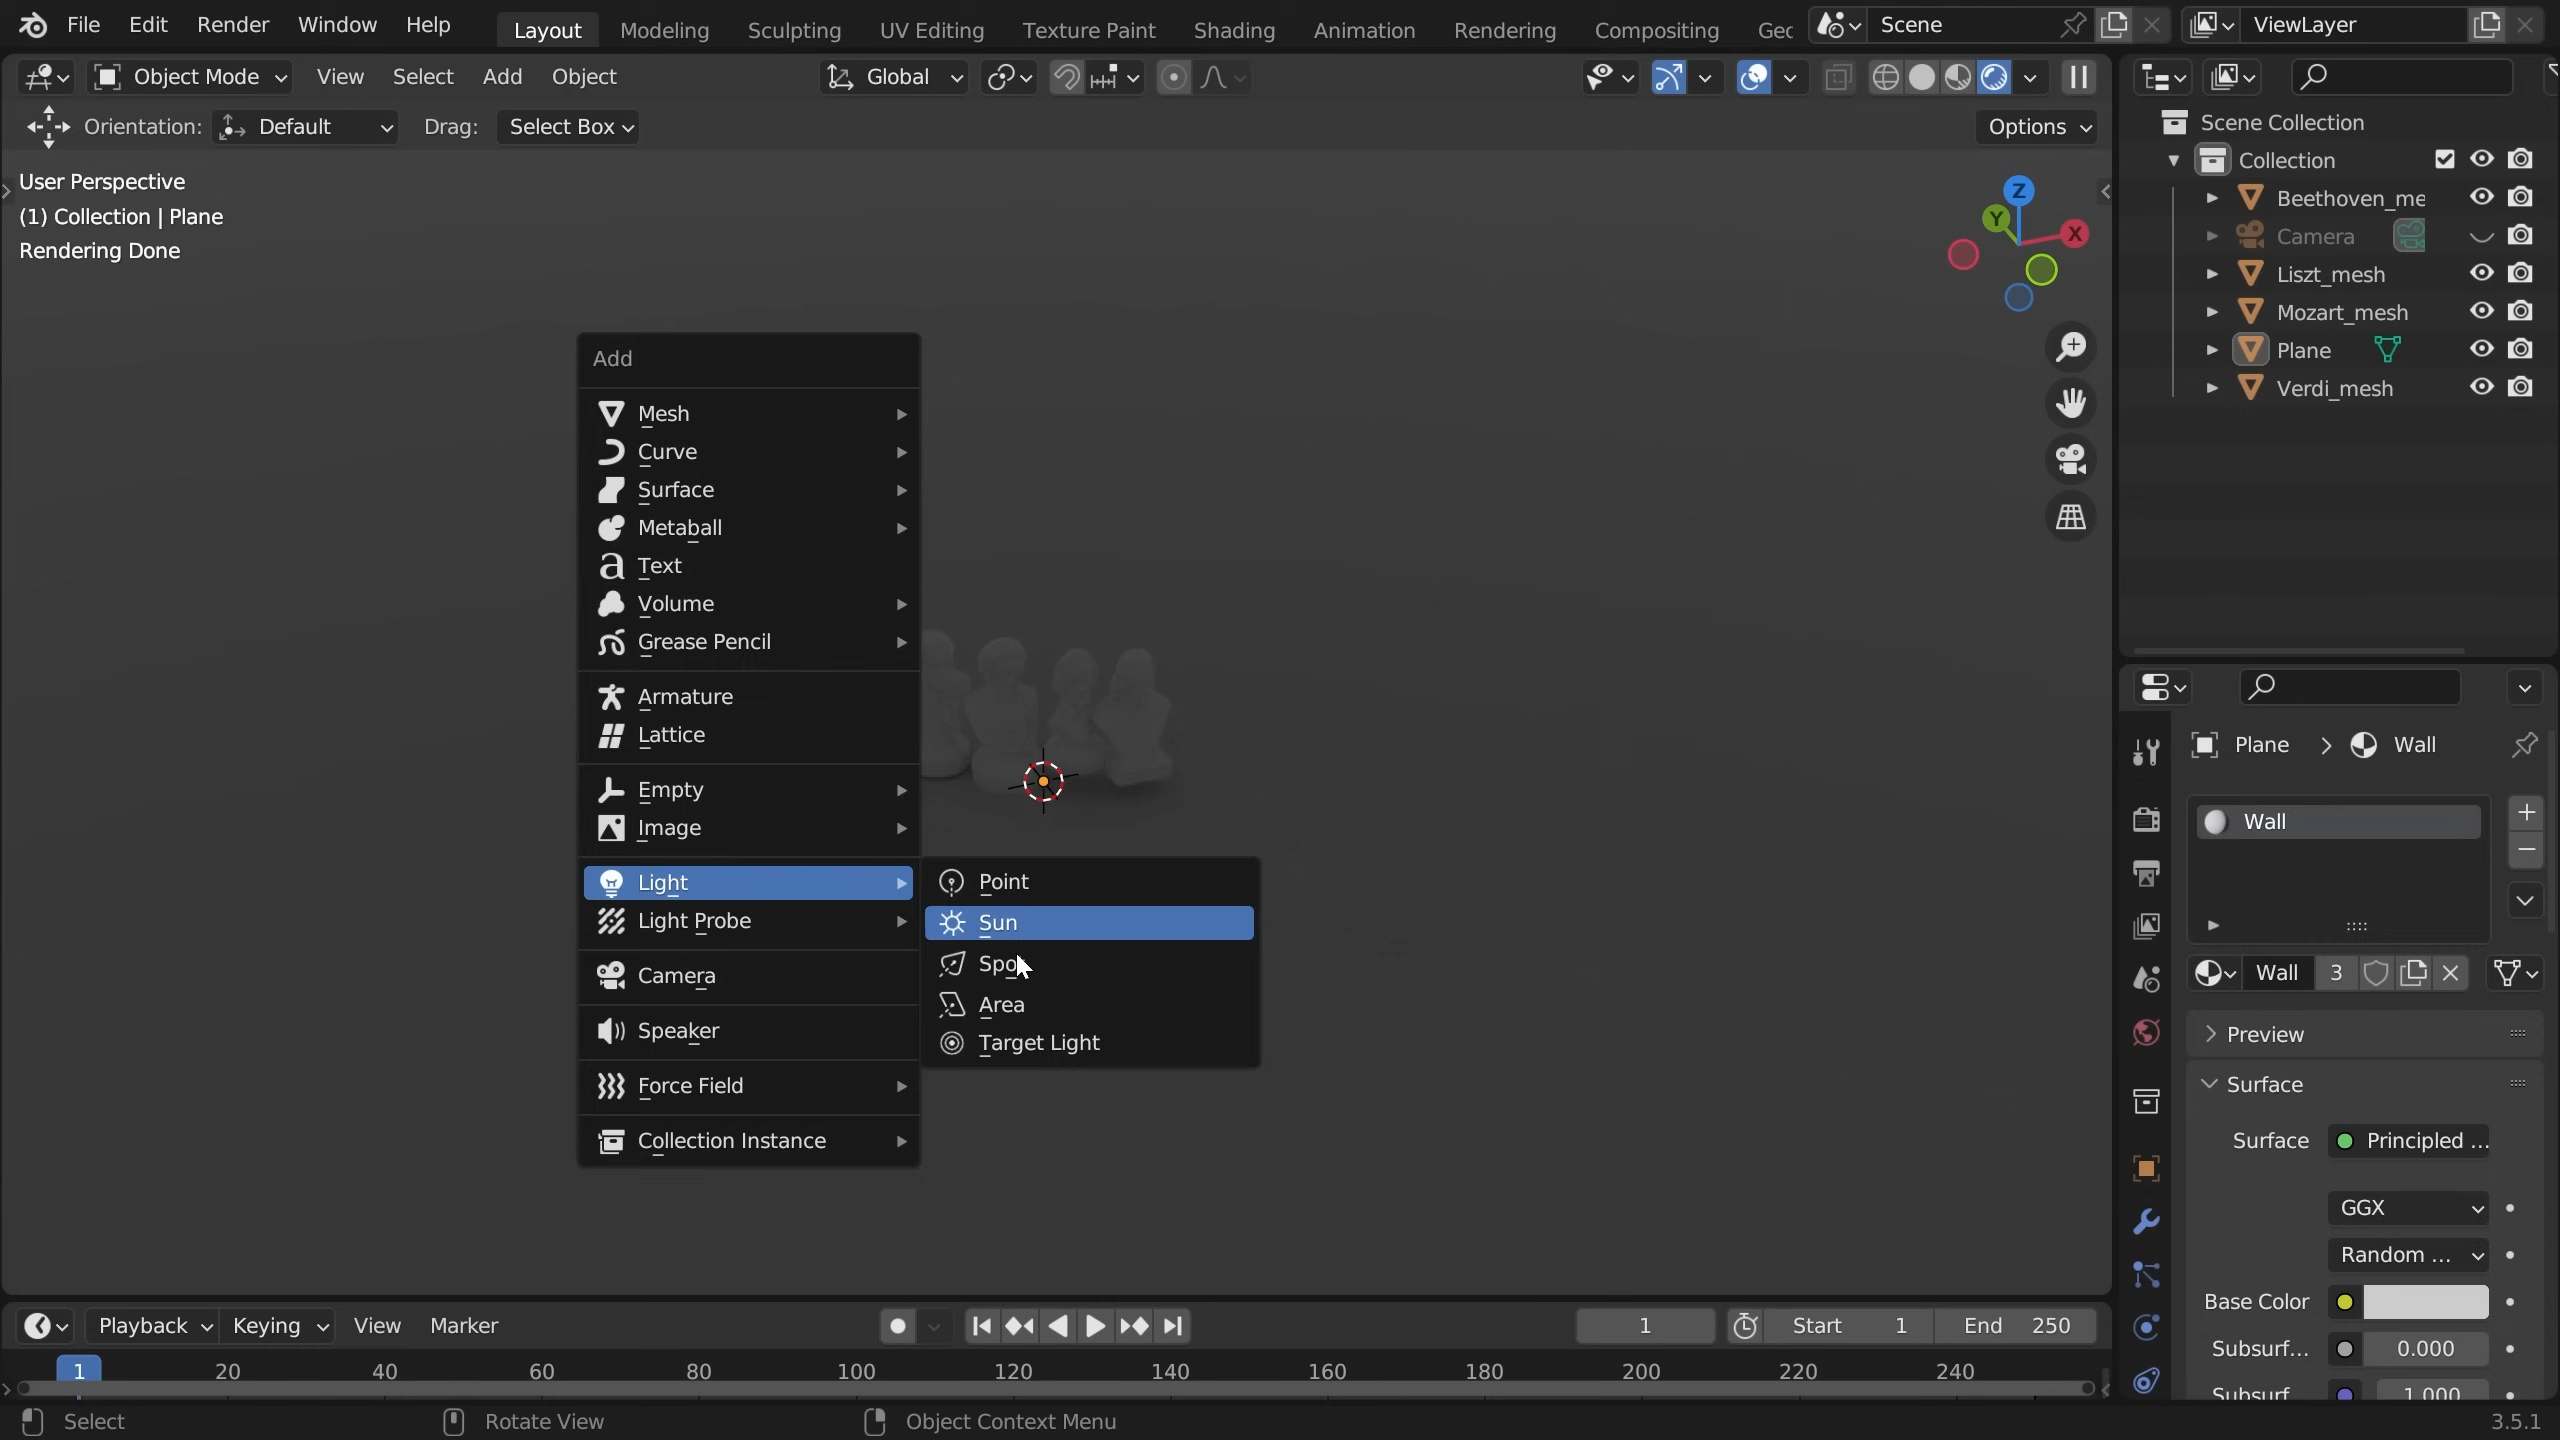 File Edit Render Window Help Layout Modeling Sculpting UV Editing Texture Paint Shading Animation Rendering Compositing Scene ViewLayer
Object Mode View Select Add Object Global
Orientation: Default Drag: Select Box Options
User Perspective
(1) Collection | Plane
Rendering Done
Z
Y
X
Add
Mesh
Curve
Surface
Metaball
Text
Volume
Grease Pencil
Armature
Lattice
Empty
Image
Light
Light Probe
Camera
Speaker
Force Field
Collection Instance
Point
Sun
Spot
Area
Target Light
Scene Collection
Collection
Beethoven_me
Camera
Liszt_mesh
Mozart_mesh
Plane
Verdi_mesh
Plane > Wall
Wall
Wall 3
Preview
Surface
Surface Principled ...
GGX
Random ...
Base Color
Subsurf... 0.000
Subsurf 1.000
Playback Keying View Marker 1 Start 1 End 250
1 20 40 60 80 100 120 140 160 180 200 220 240
Select Rotate View Object Context Menu 3.5.1